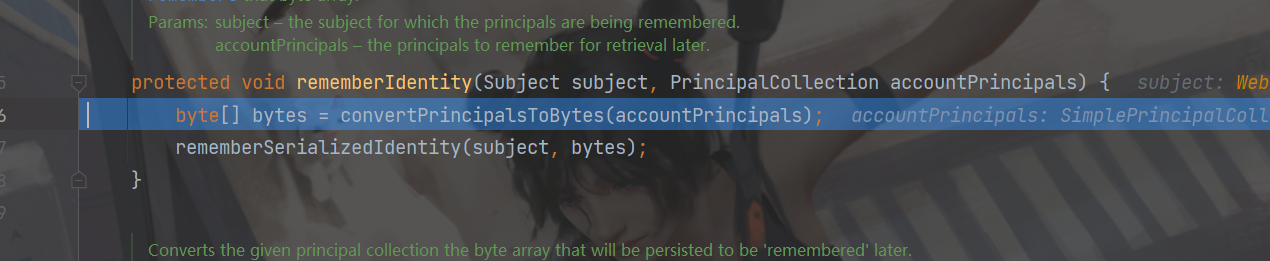 Params: subject – the subject for which the principals are being remembered.
accountPrincipals – the principals to remember for retrieval later.
5 protected void rememberIdentity(Subject subject, PrincipalCollection accountPrincipals) { subject: Web
6 byte[] bytes = convertPrincipalsToBytes(accountPrincipals); accountPrincipals: SimplePrincipalColl
7 rememberSerializedIdentity(subject, bytes);
8 }
9
Converts the given principal collection the byte array that will be persisted to be 'remembered' later.